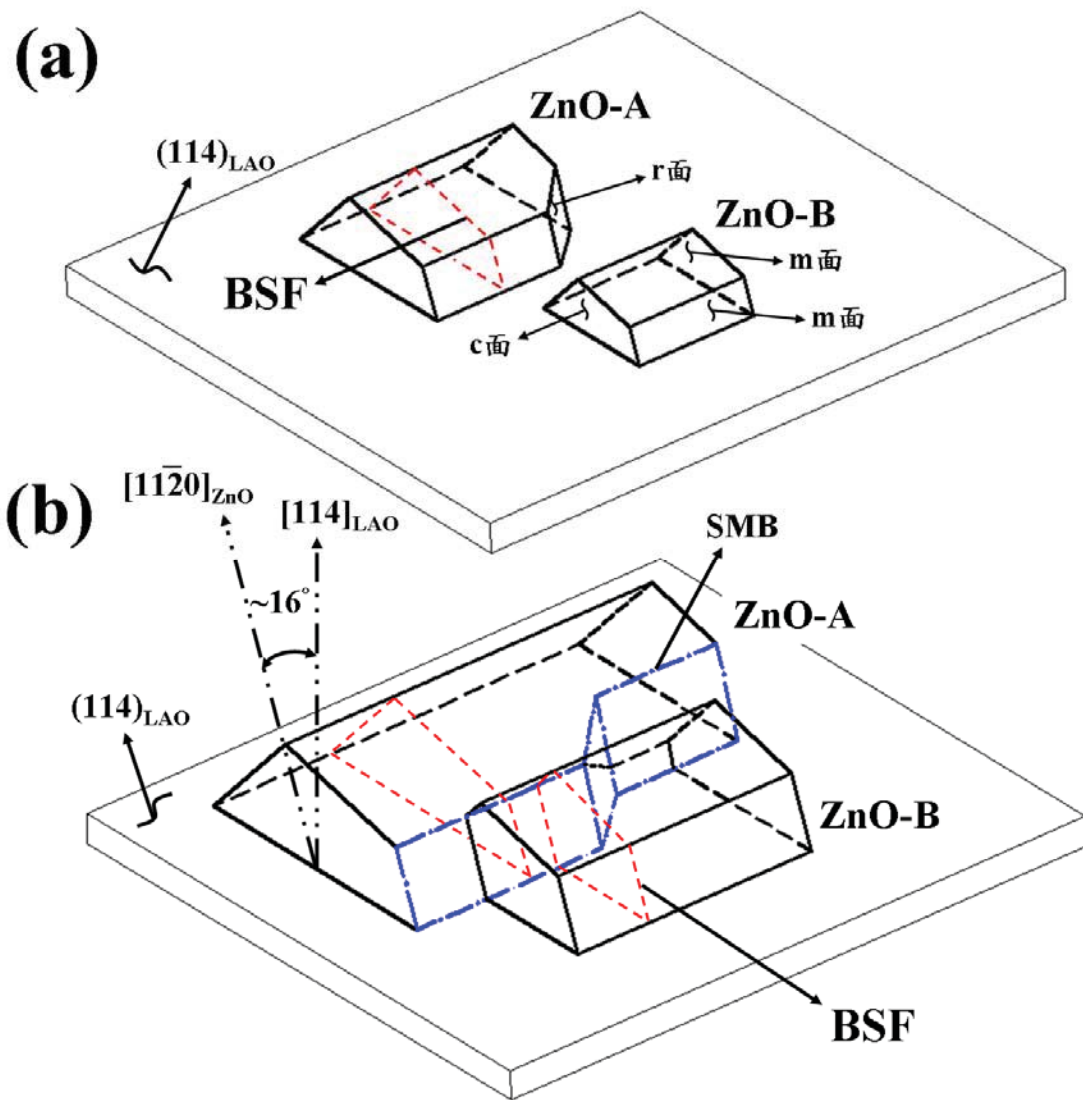 (a)
ZnO-A
(114)LAO
r面
ZnO-B
m面
BSF
m面
c面
(b)
[112̄0]ZnO
[114]LAO
SMB
~16°
ZnO-A
(114)LAO
ZnO-B
BSF